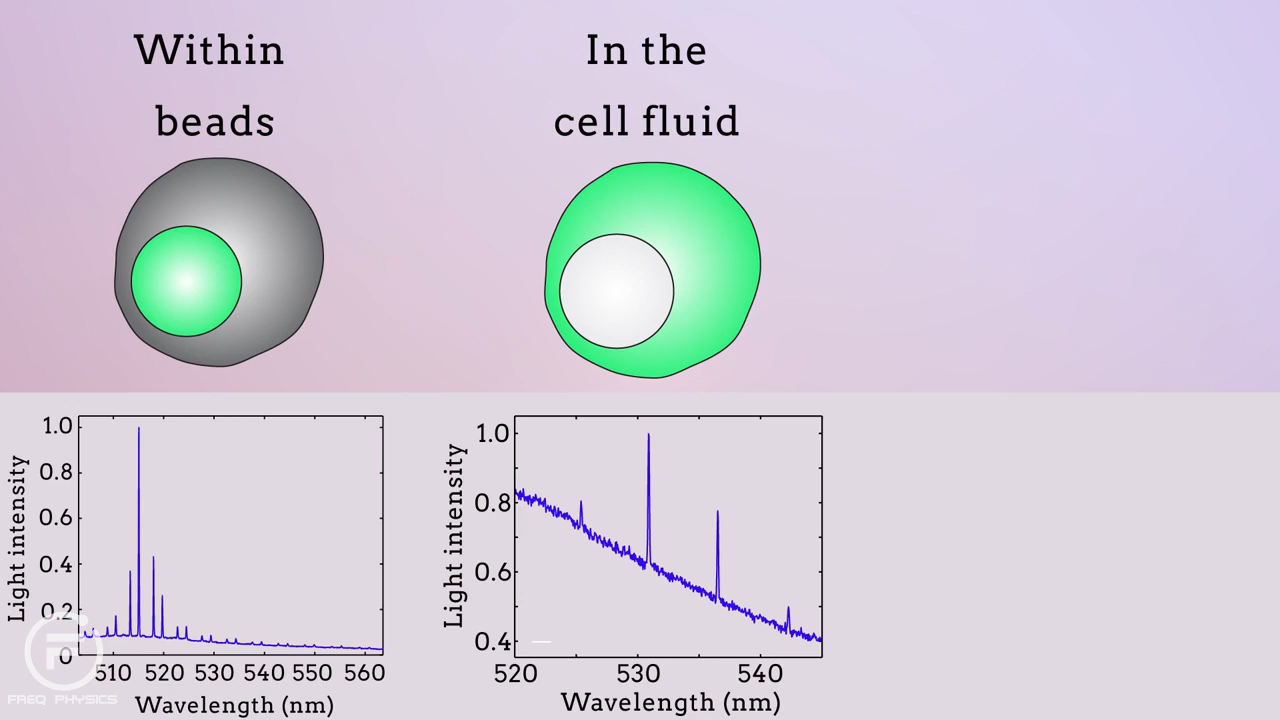 Within
beads
In the
cell fluid
Light intensity
1.0
0.8
0.6
0.4
0.2
0
510 520 530 540 550 560
Wavelength (nm)
Light intensity
1.0
0.8
0.6
0.4
520 530 540
Wavelength (nm)
FREQ PHYSICS